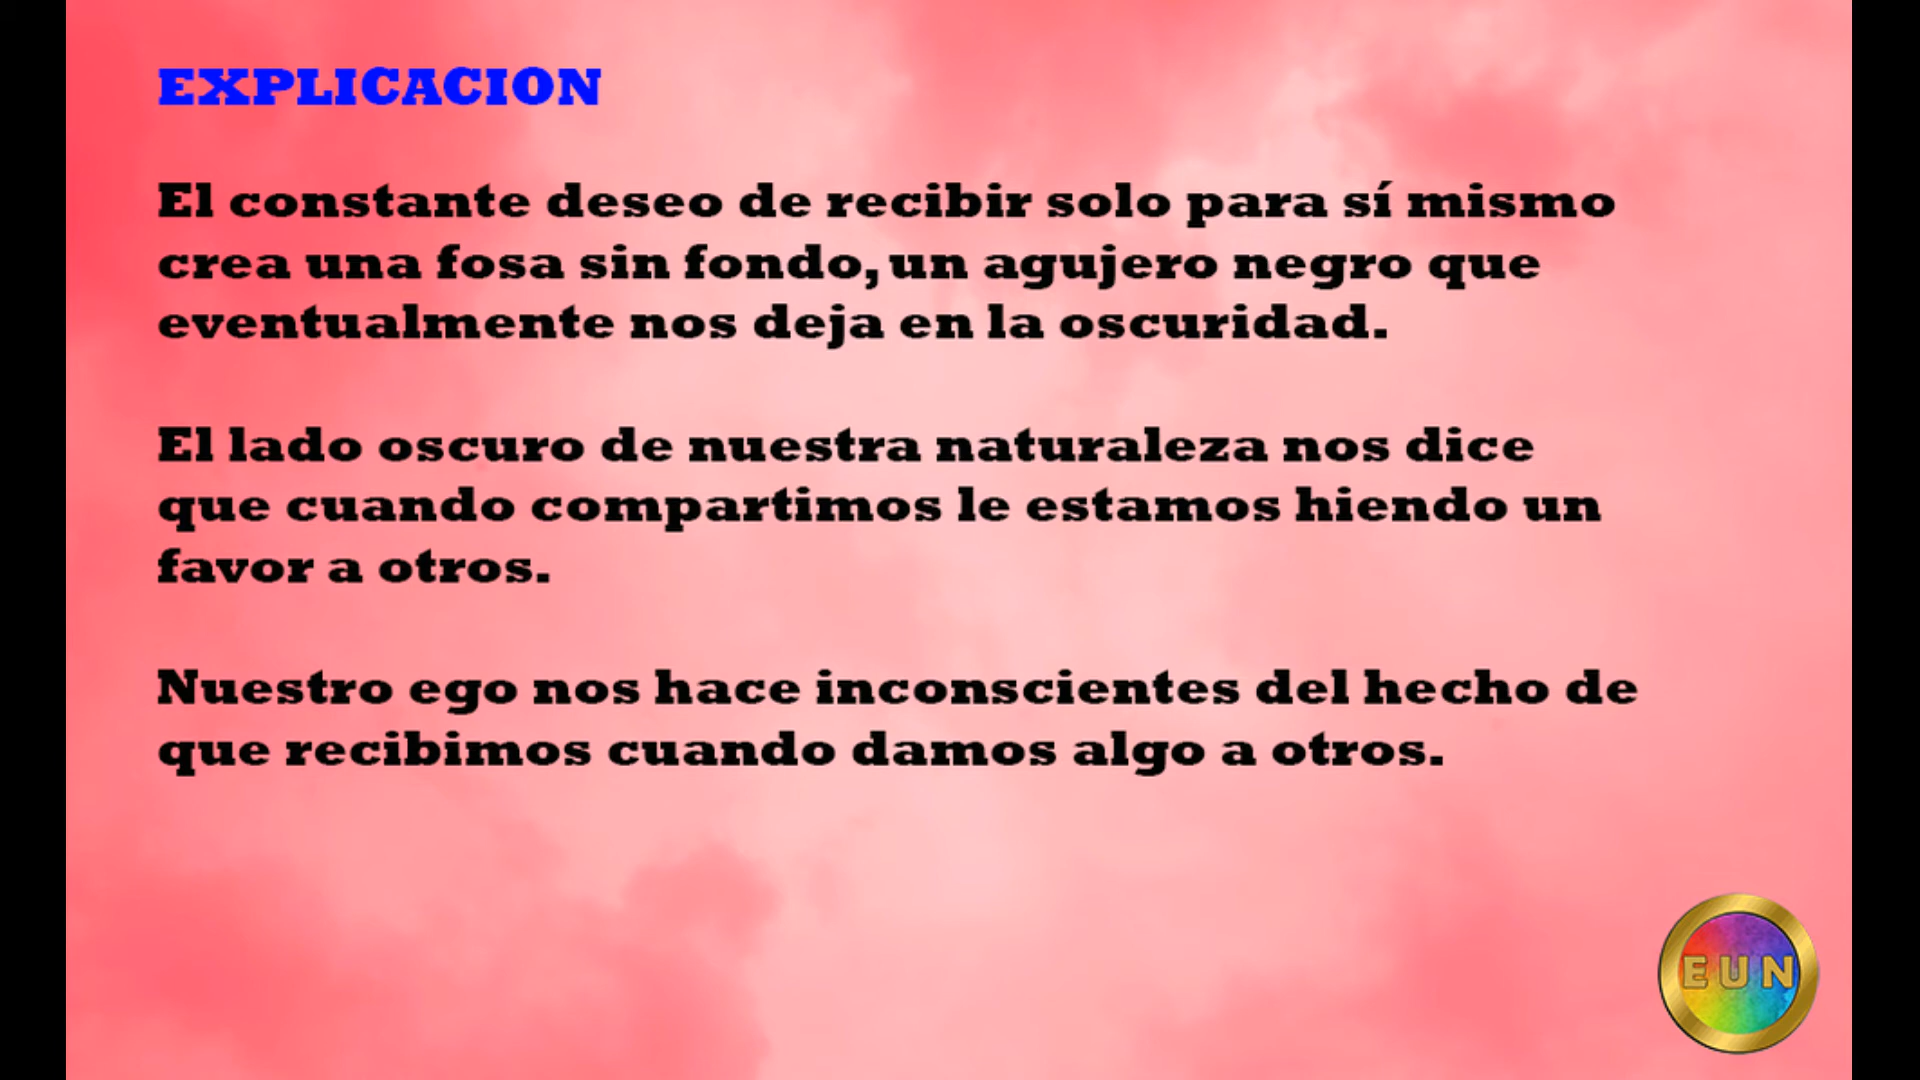 EXPLICACION
El constante deseo de recibir solo para sí mismo
crea una fosa sin fondo, un agujero negro que
eventualmente nos deja en la oscuridad.
El lado oscuro de nuestra naturaleza nos dice
que cuando compartimos le estamos hiendo un
favor a otros.
Nuestro ego nos hace inconscientes del hecho de
que recibimos cuando damos algo a otros.
EUN